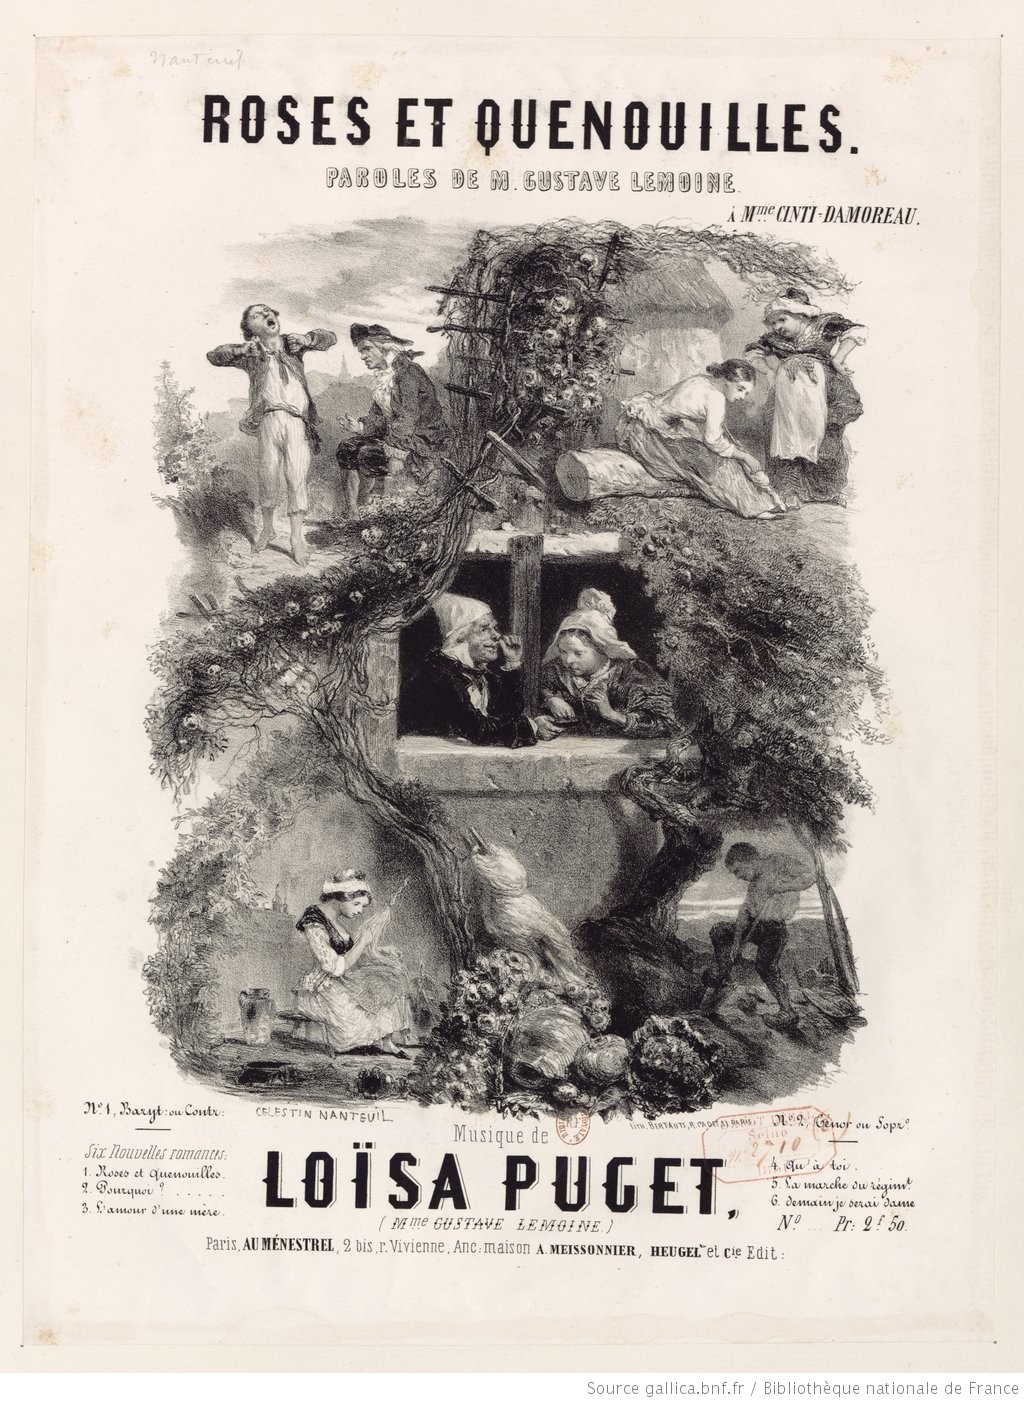 Nanteuil
ROSES ET QUENOUILLES.
PAROLES DE M. GUSTAVE LEMOINE.
À Mme CINTI-DAMOREAU.
No 1, Baryt: ou Contr:
CELESTIN NANTEUIL
LITH. BERTAUTS, R. CADET, 11 PARIS.
No 2, Ténor ou Sopr.
Musique de
Six Nouvelles romances:
1. Roses et Quenouilles.
2. Pourquoi? . . . . .
3. L'amour d'une mère.
LOÏSA PUGET,
4. Qu' à toi.
5. La marche du régimt
6. demain je serai dame
(Mme GUSTAVE LEMOINE.)
No ... Pr: 2f 50.
Paris, AU MÉNESTREL, 2 bis, r. Vivienne, Anc: maison A. MEISSONNIER, HEUGEL et Cie Edit:
Source gallica.bnf.fr / Bibliothèque nationale de France